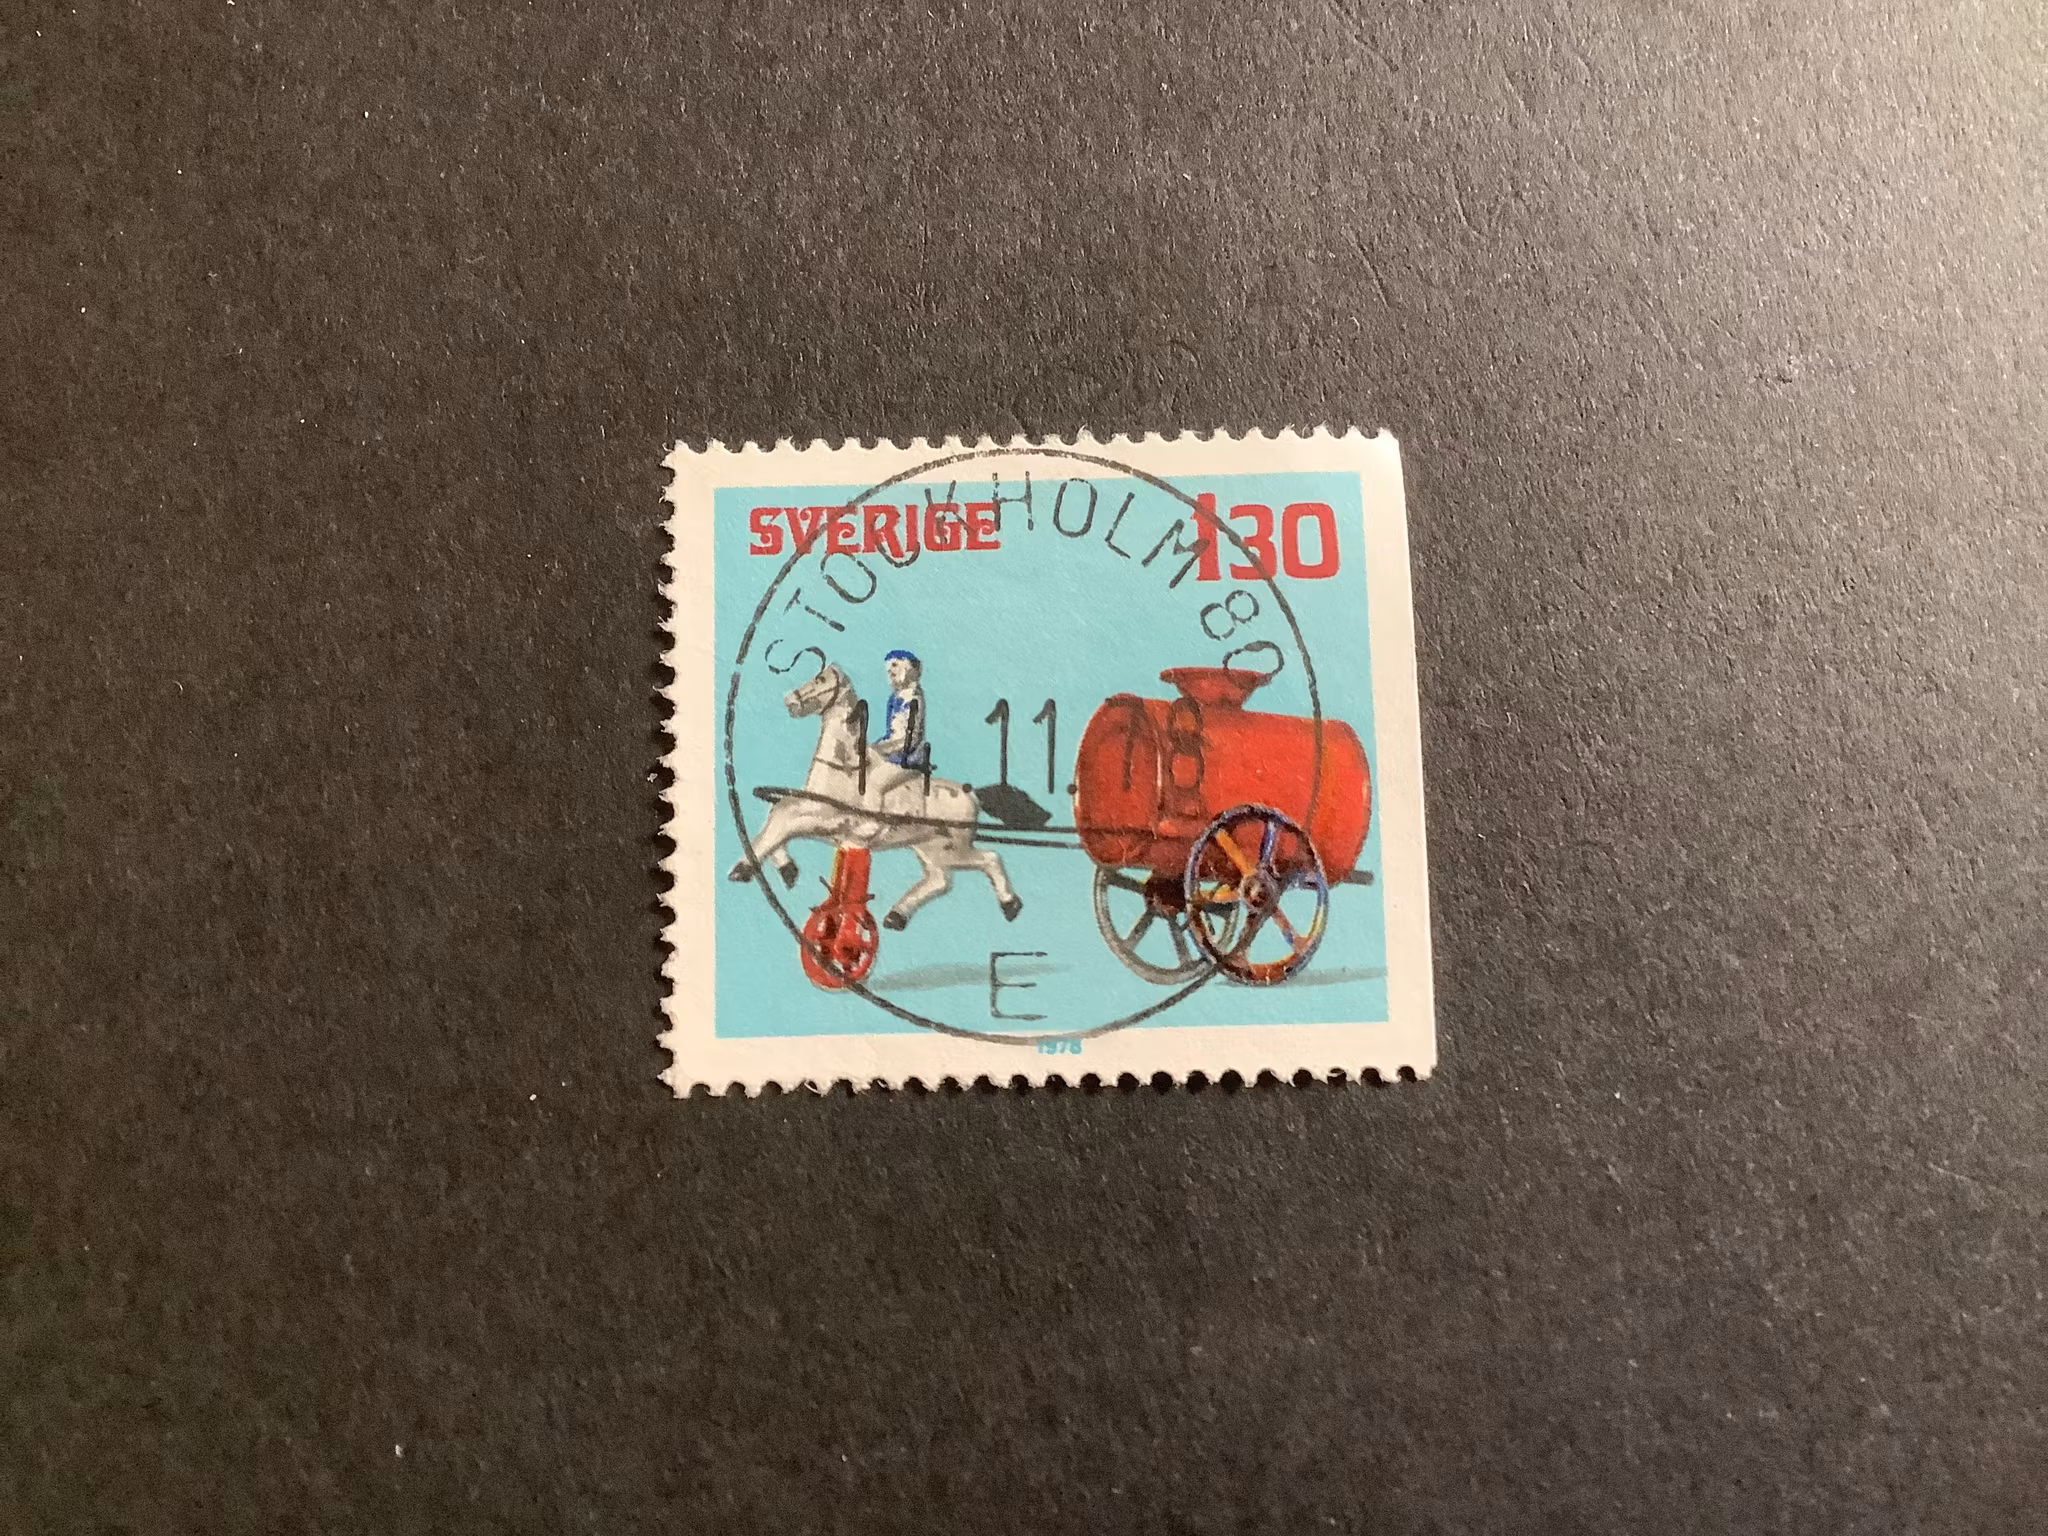 SVERIGE 130
STOCKHOLM 80
14.11.78
E
1978